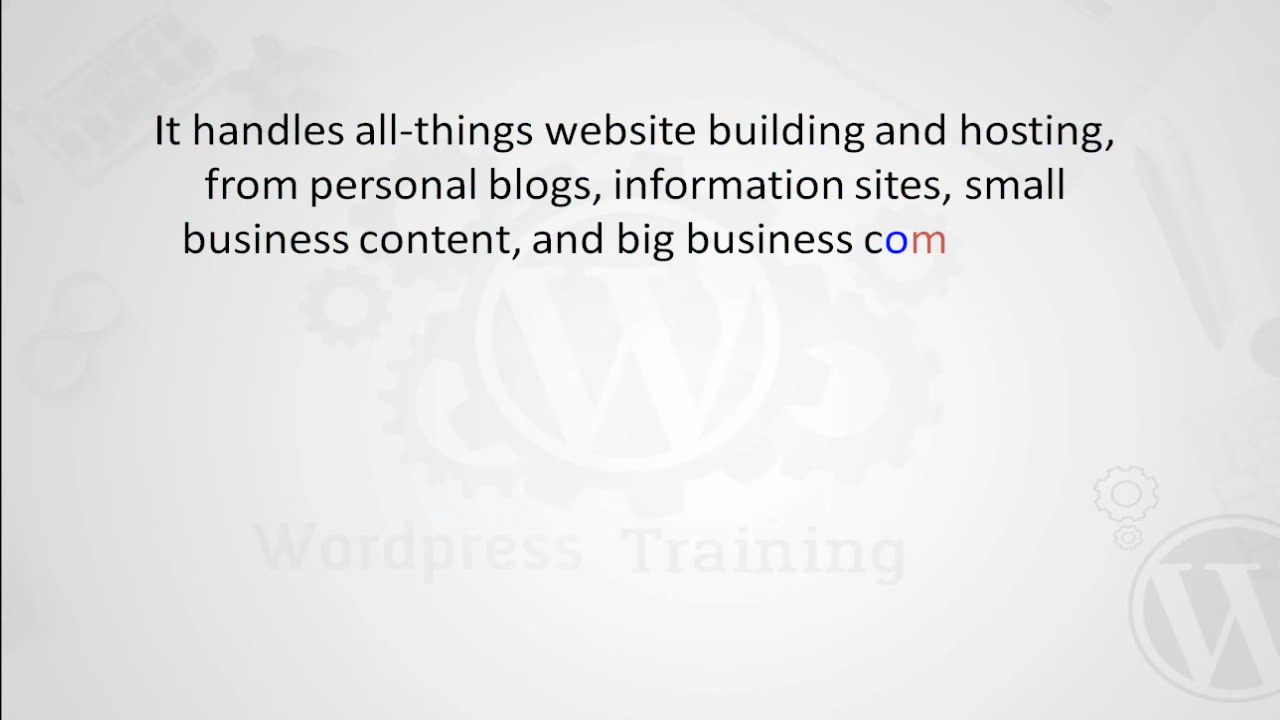 It handles all-things website building and hosting,
from personal blogs, information sites, small
business content, and big business com
Wordpress Training